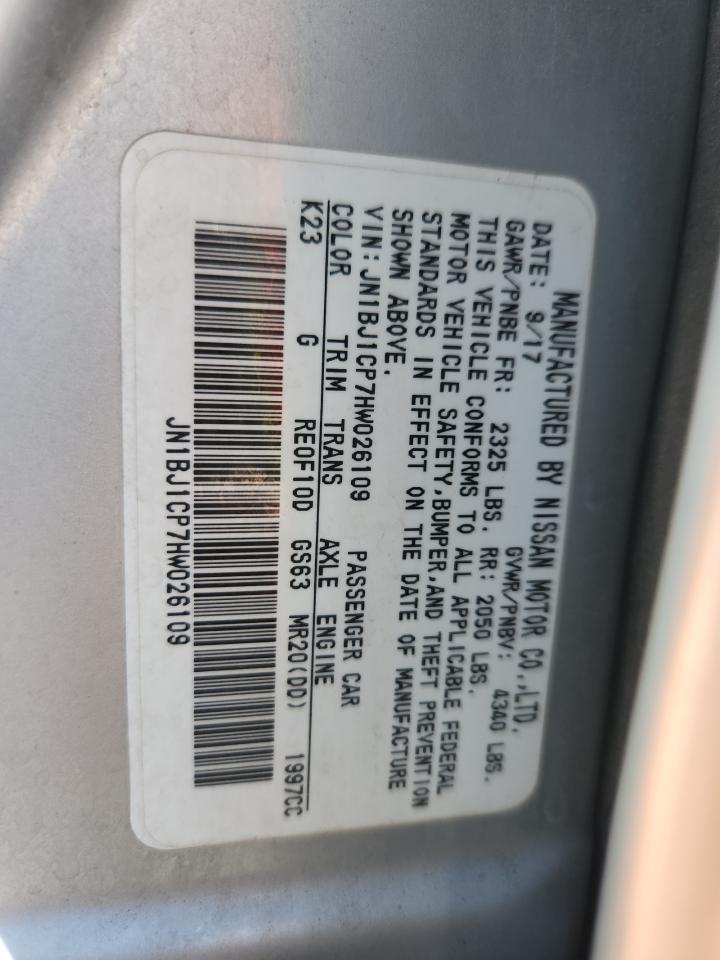 MANUFACTURED BY NISSAN MOTOR CO.,LTD.
DATE: 9/17 GVWR/PNBV: 4340 LBS.
GAWR/PNBE FR: 2325 LBS. RR: 2050 LBS.
THIS VEHICLE CONFORMS TO ALL APPLICABLE FEDERAL
MOTOR VEHICLE SAFETY,BUMPER,AND THEFT PREVENTION
STANDARDS IN EFFECT ON THE DATE OF MANUFACTURE
SHOWN ABOVE.
VIN:JN1BJ1CP7HW026109 PASSENGER CAR
COLOR TRIM TRANS AXLE ENGINE
K23 G RE0F10D GS63 MR20(DD) 1997CC
JN1BJ1CP7HW026109